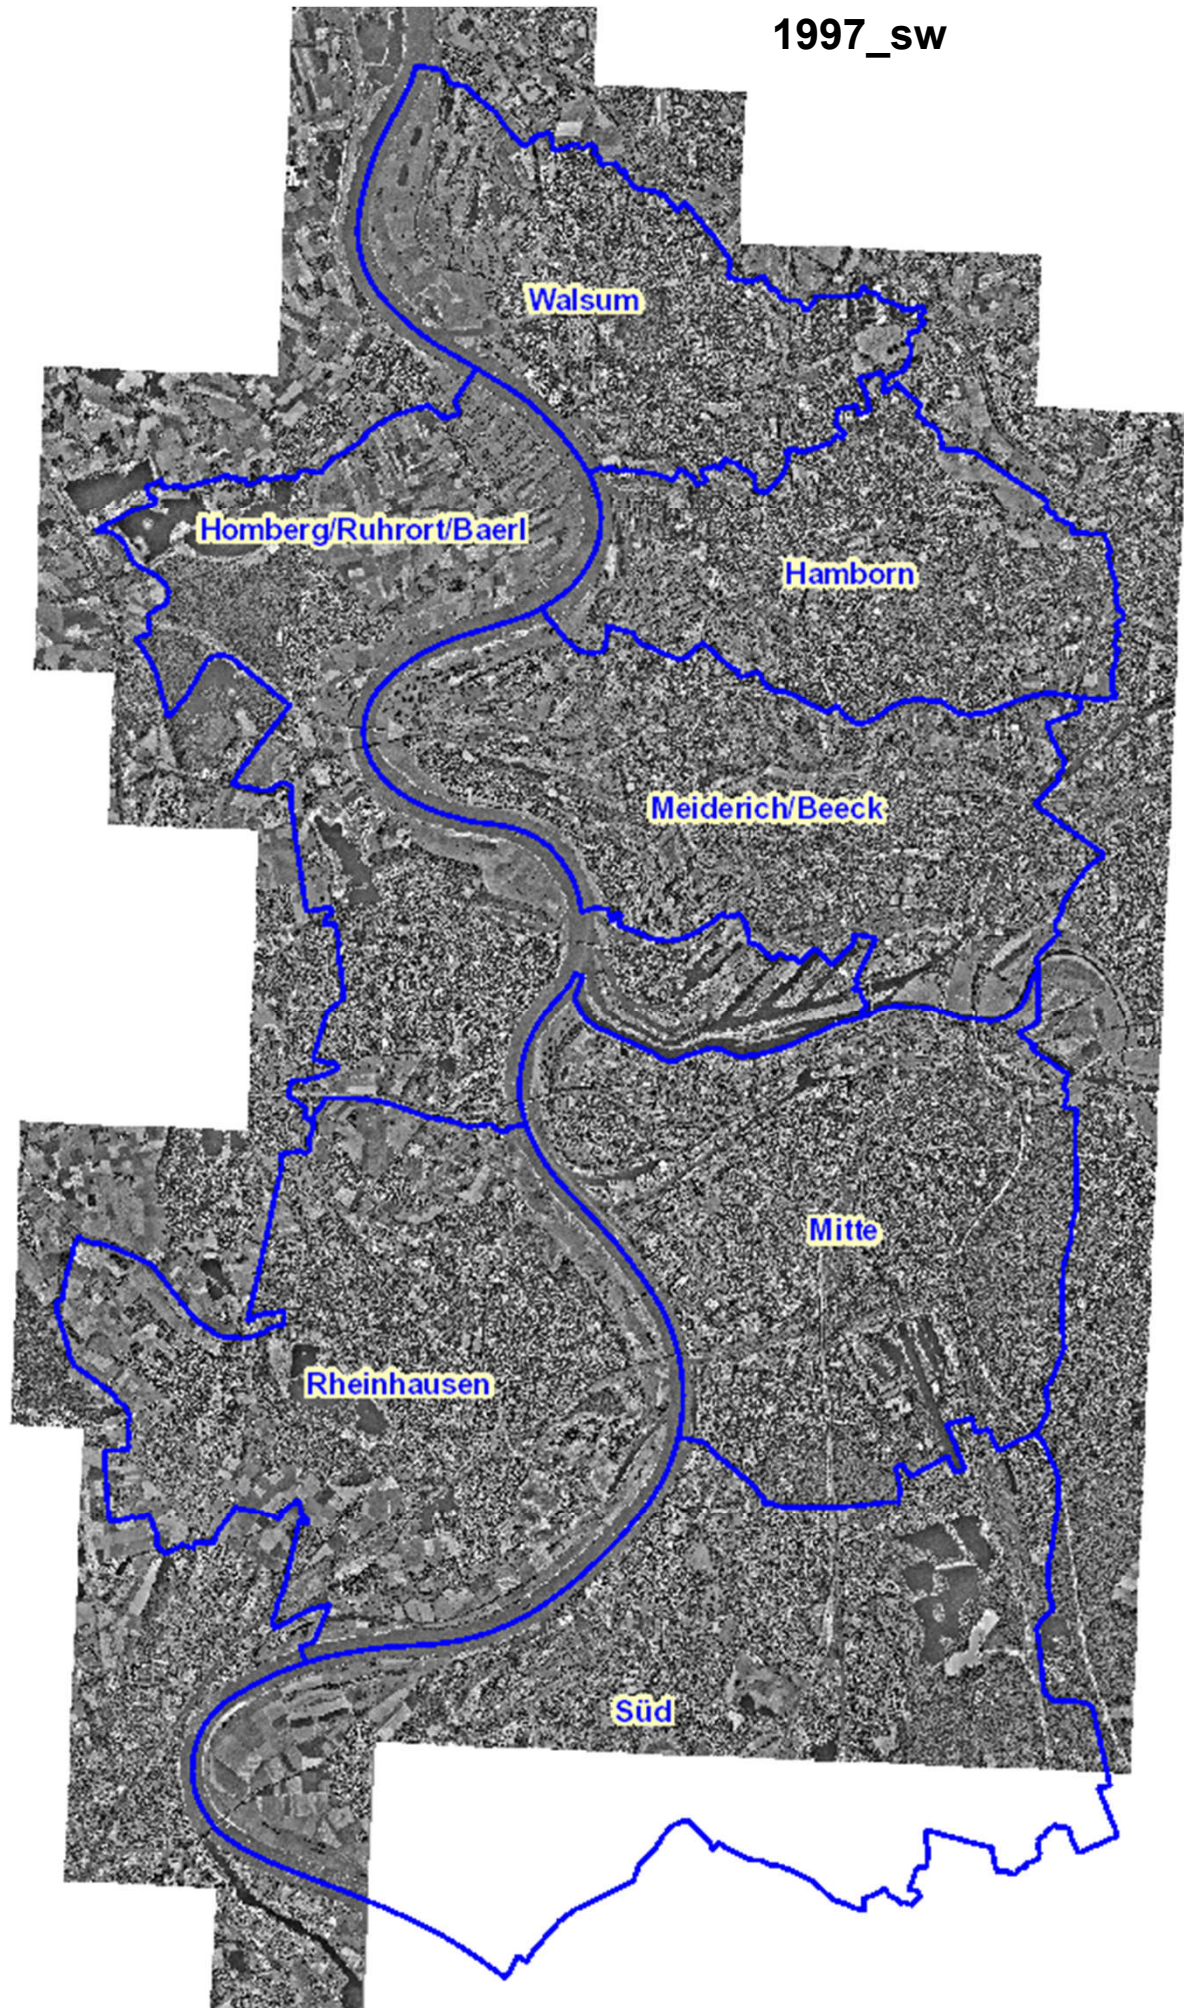 1997_sw
Walsum
Homberg/Ruhrort/Baerl
Hamborn
Meiderich/Beeck
Mitte
Rheinhausen
Süd